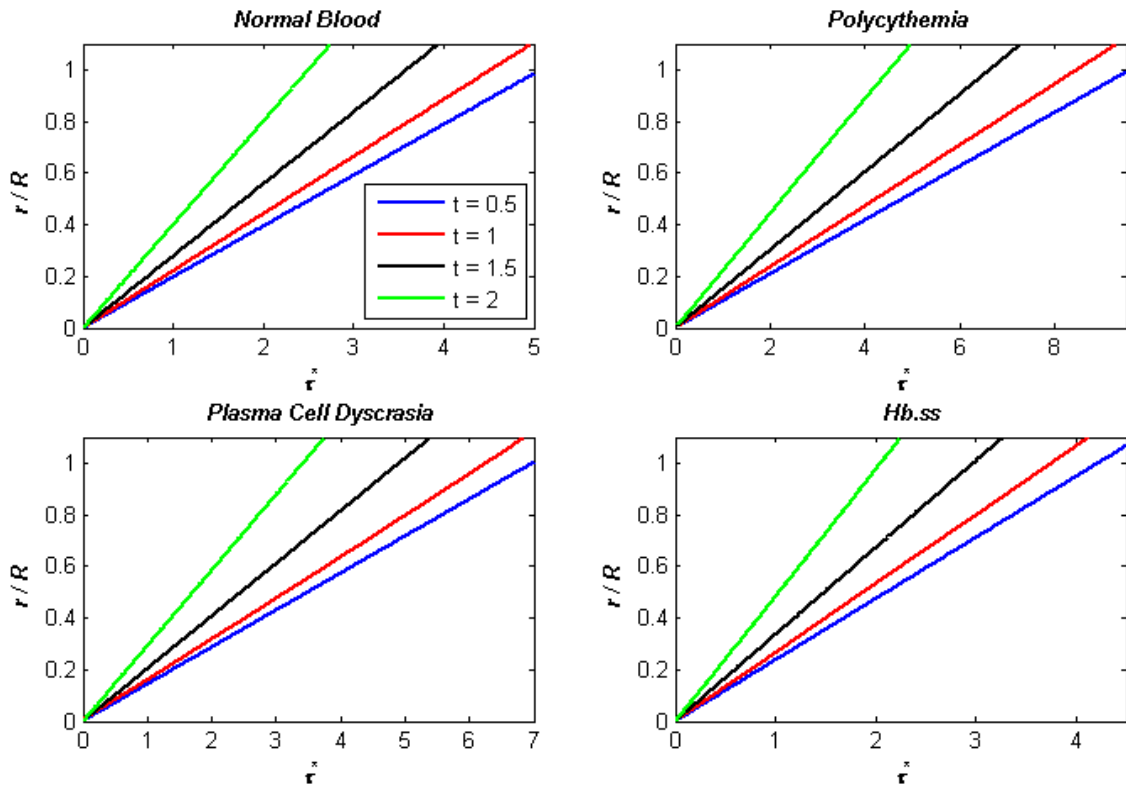 Normal Blood
1
0.8
0.6
0.4
0.2
0
r / R
0 1 2 3 4 5
τ*
t = 0.5
t = 1
t = 1.5
t = 2
Polycythemia
1
0.8
0.6
0.4
0.2
0
r / R
0 2 4 6 8
τ*
Plasma Cell Dyscrasia
1
0.8
0.6
0.4
0.2
0
r / R
0 1 2 3 4 5 6 7
τ*
Hb.ss
1
0.8
0.6
0.4
0.2
0
r / R
0 1 2 3 4
τ*